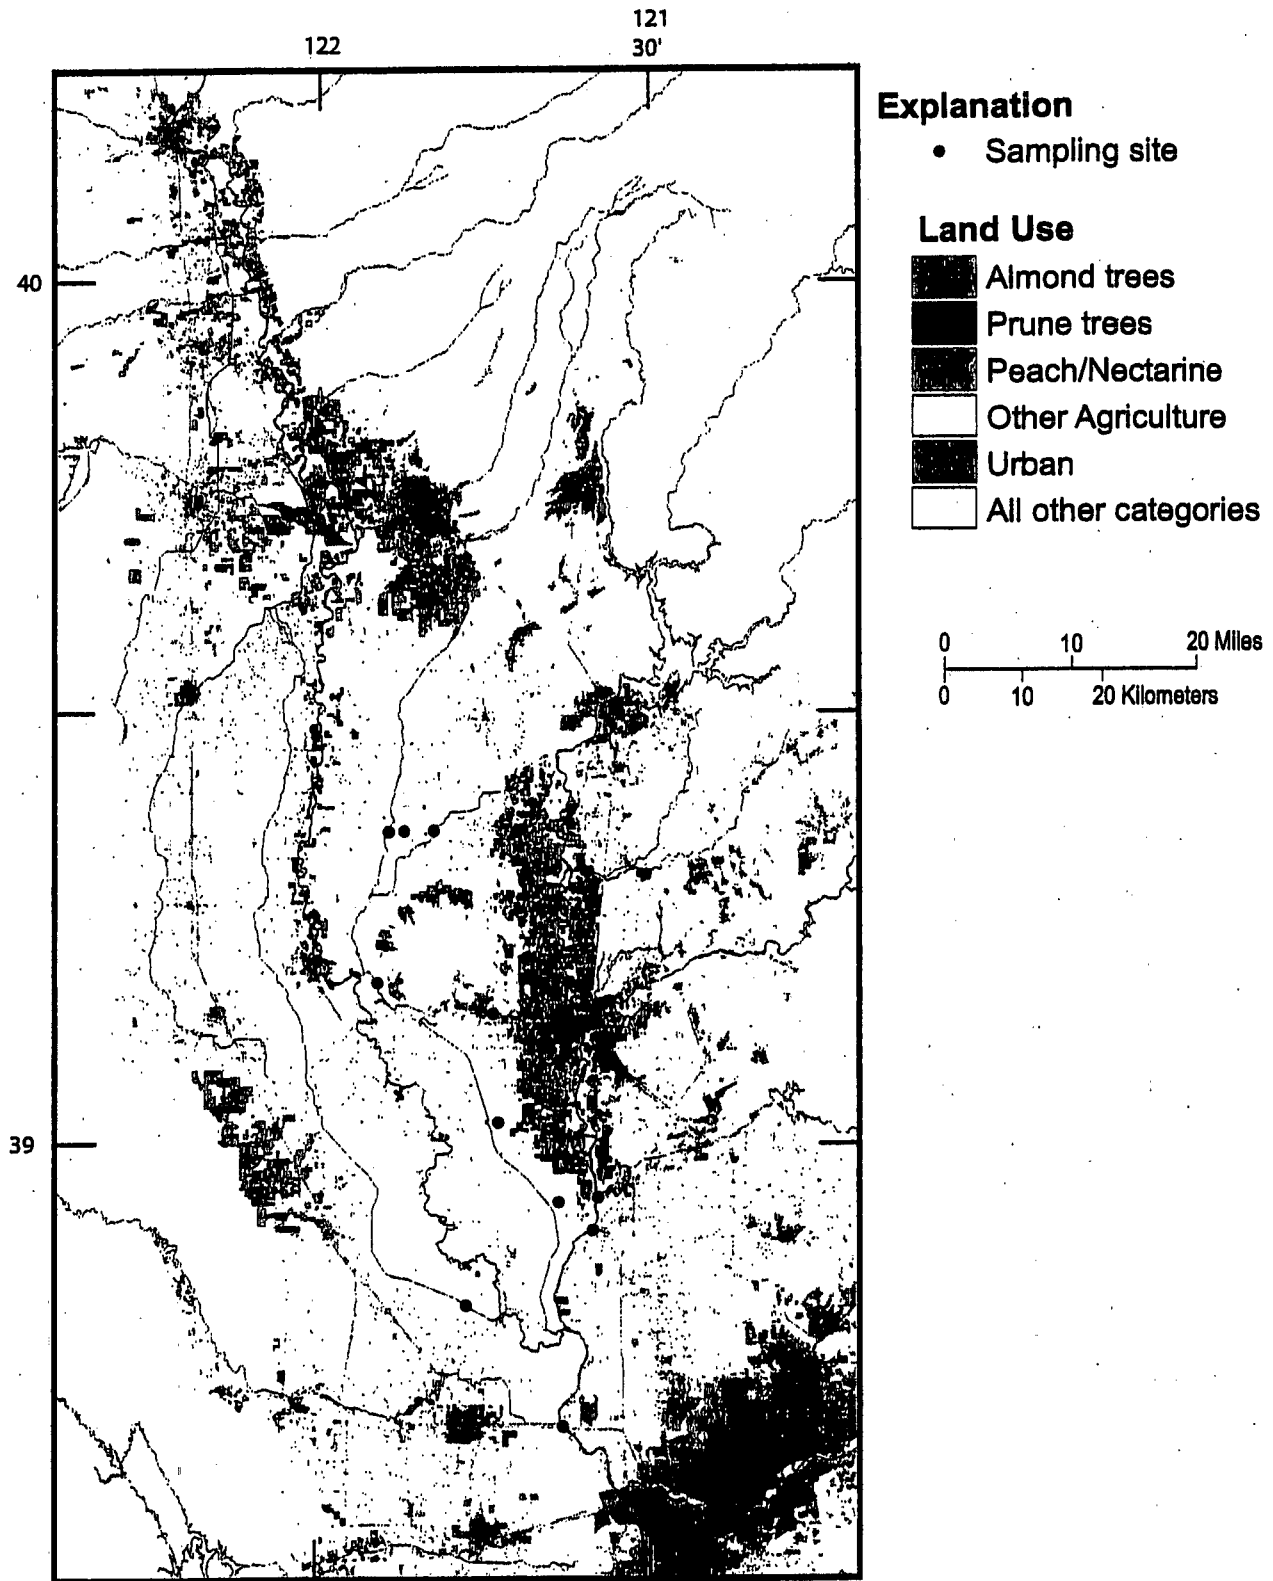 121
122 30'
Explanation
Sampling site
Land Use
Almond trees
Prune trees
Peach/Nectarine
Other Agriculture
Urban
All other categories
40
0 10 20 Miles
0 10 20 Kilometers
39